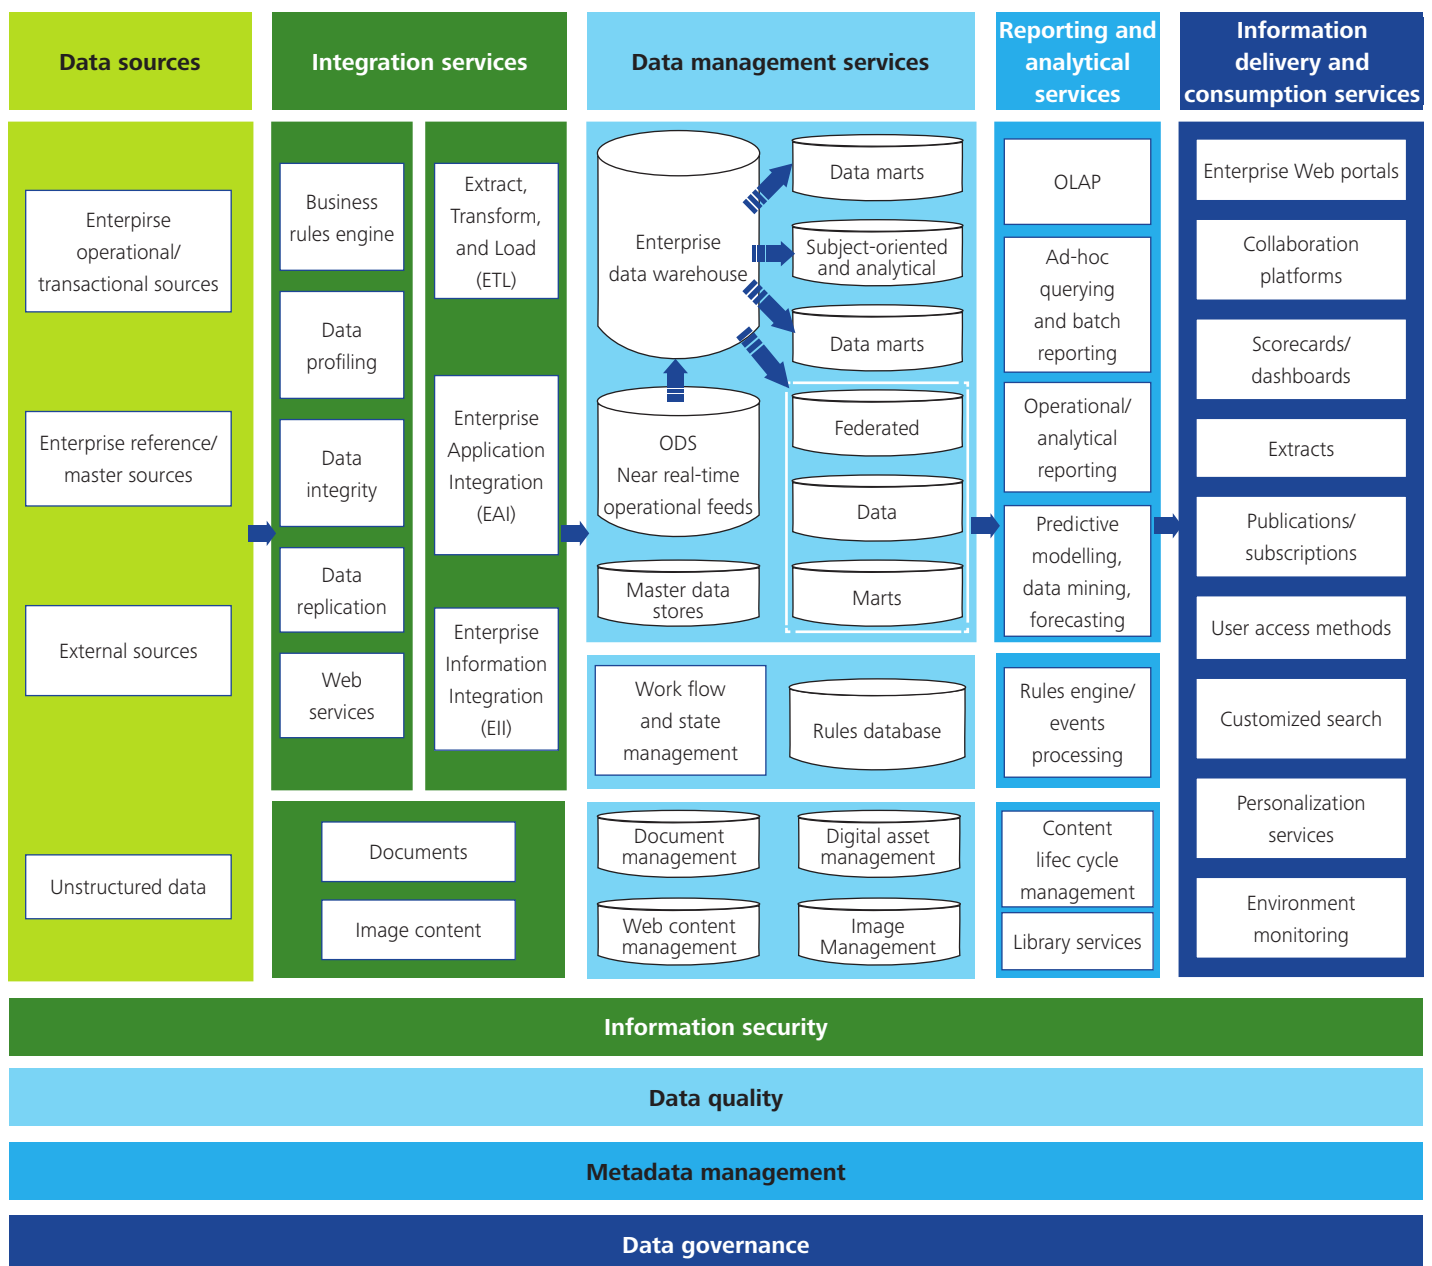 Data sources
Integration services
Data management services
Reporting and
analytical
services
Information
delivery and
consumption services
Enterpirse
operational/
transactional sources
Enterprise reference/
master sources
External sources
Unstructured data
Business
rules engine
Data
profiling
Data
integrity
Data
replication
Web
services
Extract,
Transform,
and Load
(ETL)
Enterprise
Application
Integration
(EAI)
Enterprise
Information
Integration
(EII)
Documents
Image content
Enterprise
data warehouse
ODS
Near real-time
operational feeds
Master data
stores
Data marts
Subject-oriented
and analytical
Data marts
Federated
Data
Marts
Work flow
and state
management
Rules database
Document
management
Digital asset
management
Web content
management
Image
Management
OLAP
Ad-hoc
querying
and batch
reporting
Operational/
analytical
reporting
Predictive
modelling,
data mining,
forecasting
Rules engine/
events
processing
Content
lifec cycle
management
Library services
Enterprise Web portals
Collaboration
platforms
Scorecards/
dashboards
Extracts
Publications/
subscriptions
User access methods
Customized search
Personalization
services
Environment
monitoring
Information security
Data quality
Metadata management
Data governance